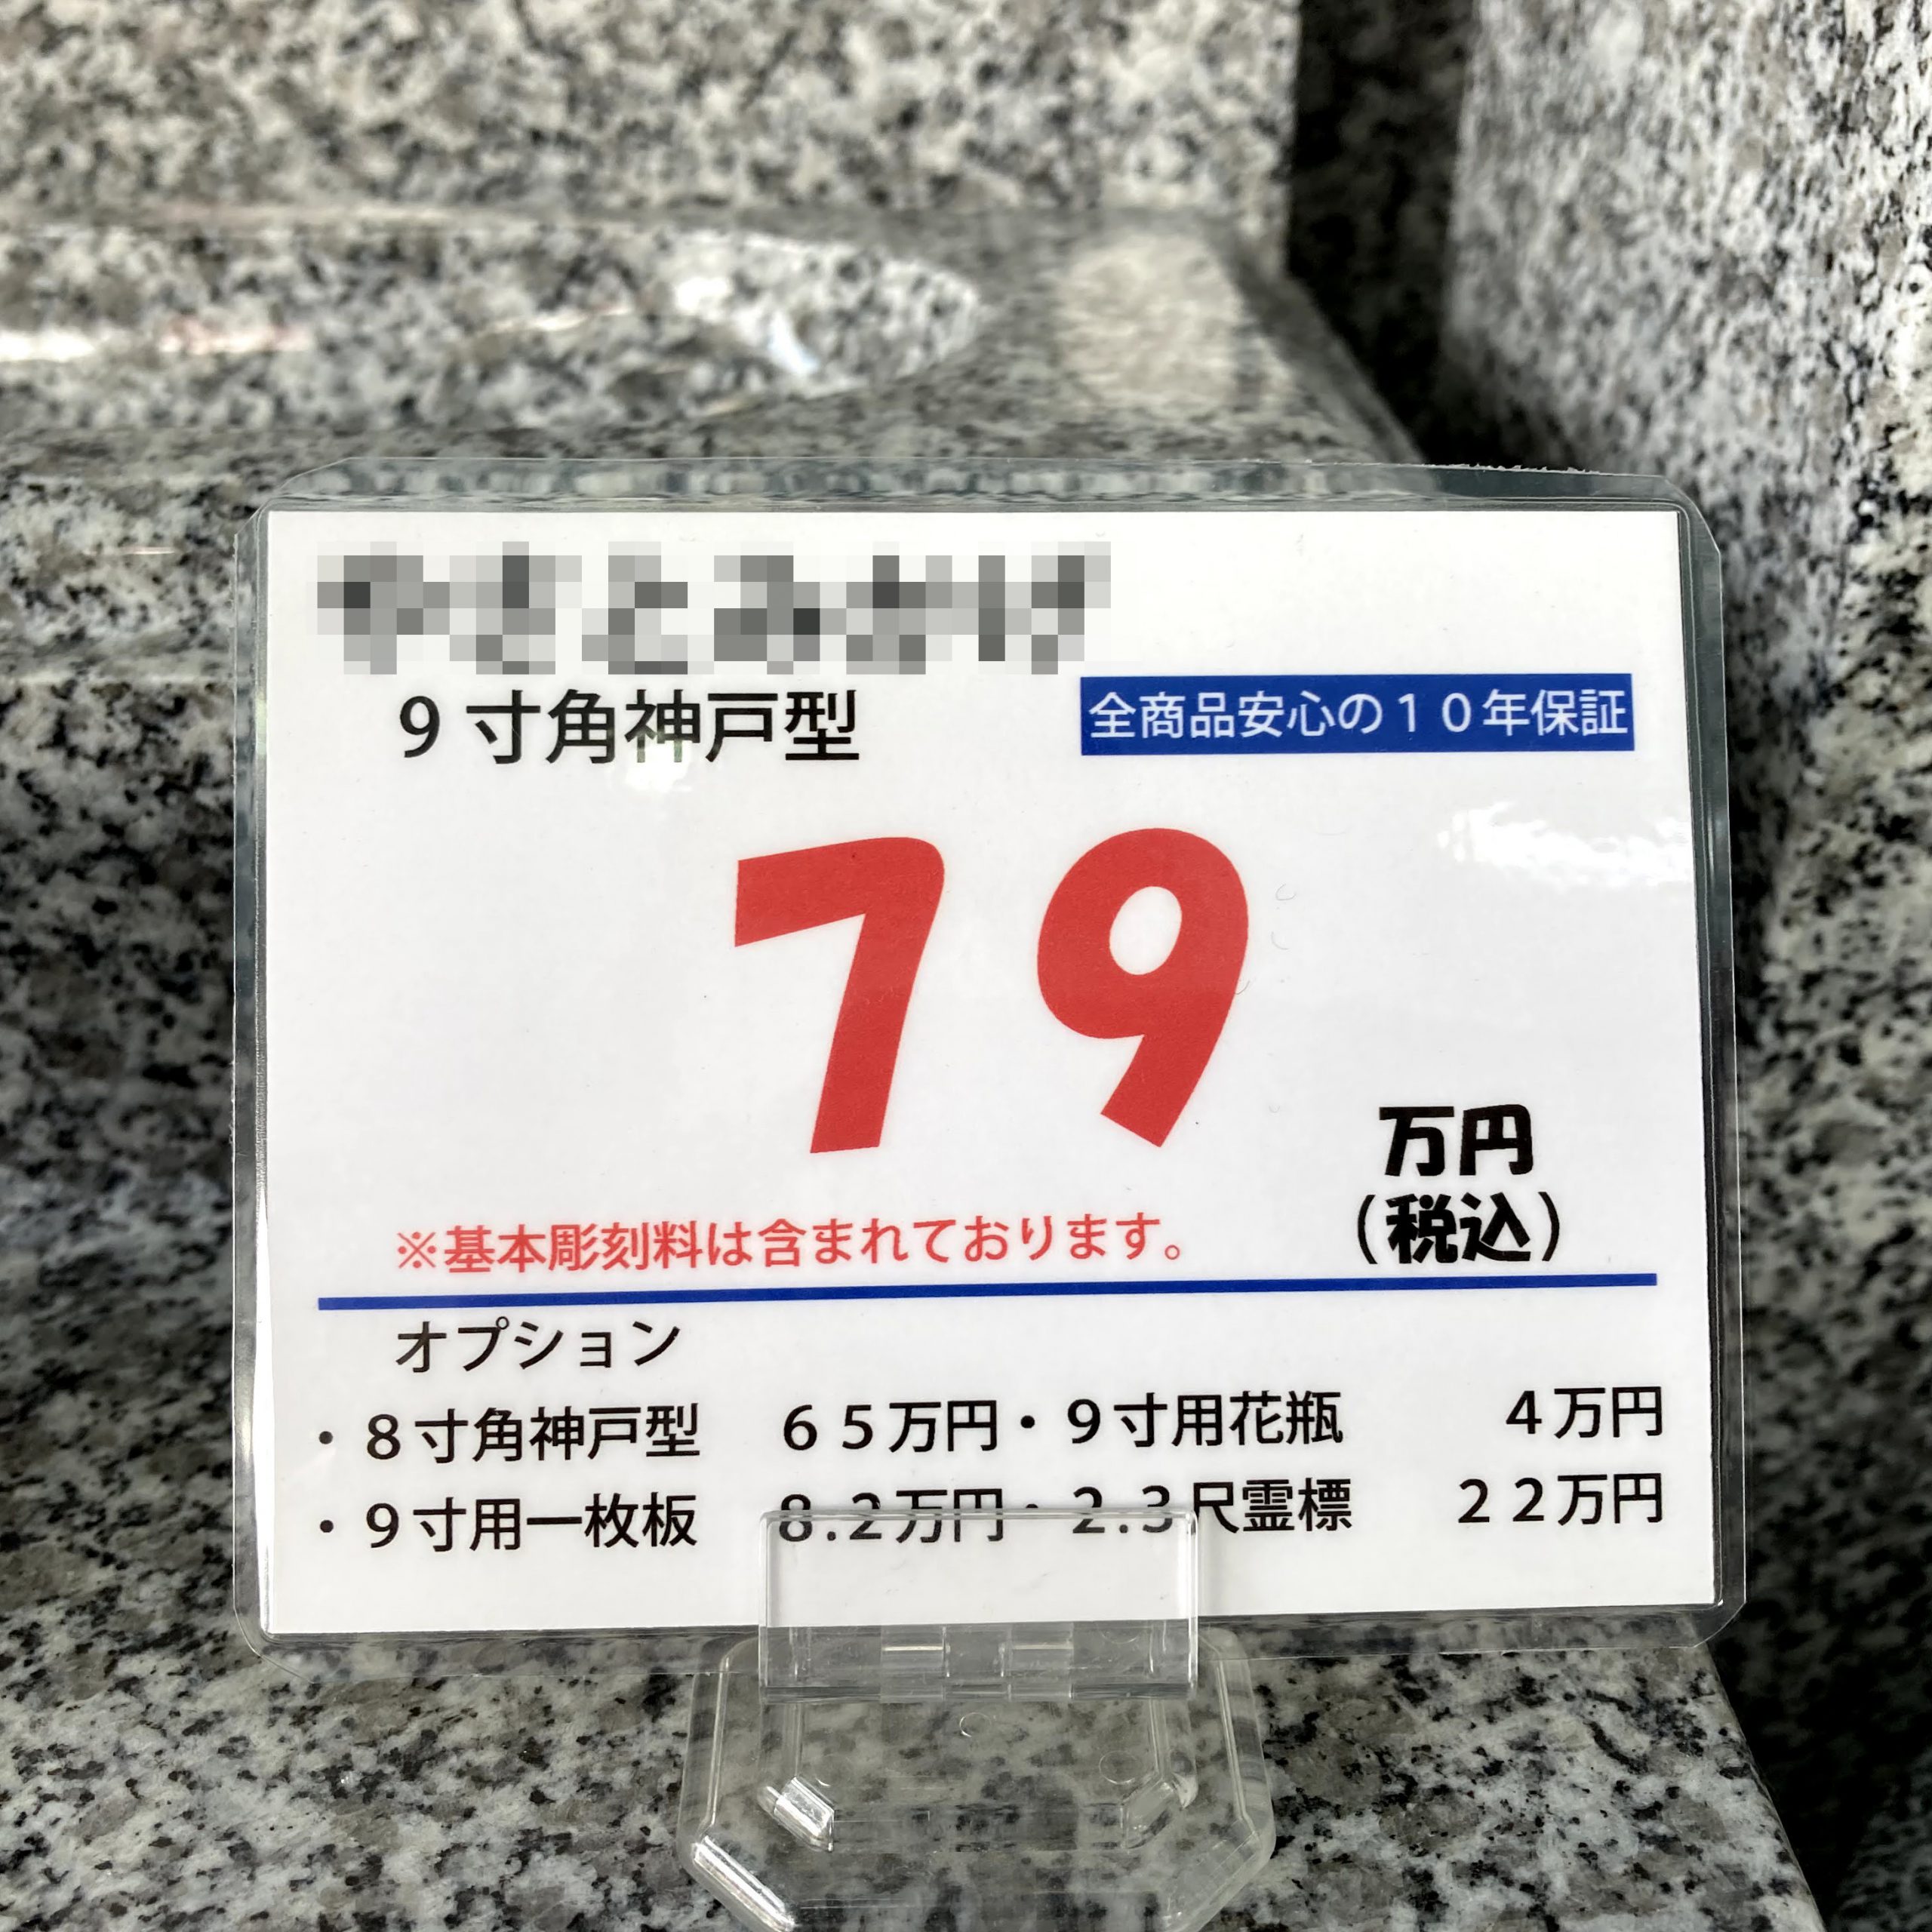 9寸角神戸型
全商品安心の10年保証
79
万円
(税込)
※基本彫刻料は含まれております。
オプション
・8寸角神戸型 65万円・9寸用花瓶 4万円
・9寸用一枚板 8.2万円・2.3尺霊標 22万円